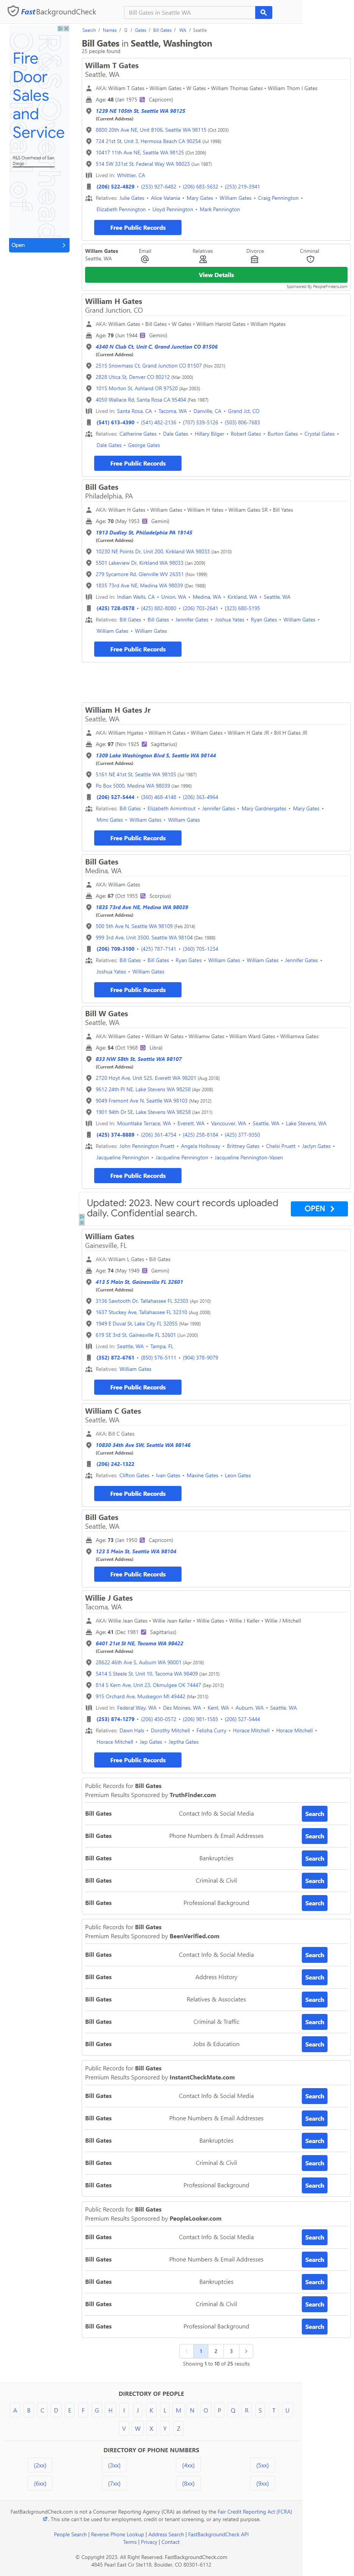 FastBackgroundCheck
Bill Gates in Seattle WA
Fire
Door
Sales
and
Service
R&S Overhead of San
Diego
Open
Search / Names / G / Gates / Bill Gates / WA / Seattle
Bill Gates in Seattle, Washington
25 people found
Willam T Gates
Seattle, WA
AKA: William T Gates • William Gates • W Gates • William Thomas Gates • William Thom I Gates
Age: 48 (Jan 1975 Capricorn)
1239 NE 105th St, Seattle WA 98125
(Current Address)
8800 20th Ave NE, Unit B106, Seattle WA 98115 (Oct 2003)
724 21st St, Unit 3, Hermosa Beach CA 90254 (Jul 1998)
10417 11th Ave NE, Seattle WA 98125 (Oct 2006)
514 SW 331st St, Federal Way WA 98023 (Jun 1987)
Lived In: Whittier, CA
(206) 522-4829 • (253) 927-6482 • (206) 683-5632 • (253) 219-3941
Relatives: Julie Gates • Alice Valania • Mary Gates • William Gates • Craig Pennington •
Elizabeth Pennington • Lloyd Pennington • Mark Pennington
Free Public Records
William Gates
Seattle, WA
Email Relatives Divorce Criminal
View Details
Sponsored By PeopleFinders.com
William H Gates
Grand Junction, CO
AKA: William Gates • Bill Gates • W Gates • William Harold Gates • William Hgates
Age: 79 (Jun 1944 Gemini)
4340 N Club Ct, Unit C, Grand Junction CO 81506
(Current Address)
2515 Snowmass Ct, Grand Junction CO 81507 (Nov 2021)
2828 Utica St, Denver CO 80212 (Mar 2000)
1015 Morton St, Ashland OR 97520 (Apr 2003)
4050 Wallace Rd, Santa Rosa CA 95404 (Feb 1987)
Lived In: Santa Rosa, CA • Tacoma, WA • Danville, CA • Grand Jct, CO
(541) 613-4390 • (541) 482-2136 • (707) 539-5126 • (503) 806-7683
Relatives: Catherine Gates • Dale Gates • Hillary Bilger • Robert Gates • Burton Gates • Crystal Gates •
Dale Gates • George Gates
Free Public Records
Bill Gates
Philadelphia, PA
AKA: William H Gates • William Gates • William H Yates • William Gates SR • Bill Yates
Age: 70 (May 1953 Gemini)
1913 Dudley St, Philadelphia PA 19145
(Current Address)
10230 NE Points Dr, Unit 200, Kirkland WA 98033 (Jan 2010)
5501 Lakeview Dr, Kirkland WA 98033 (Jan 2009)
279 Sycamore Rd, Glenville WV 26351 (Nov 1999)
1835 73rd Ave NE, Medina WA 98039 (Dec 1988)
Lived In: Indian Wells, CA • Union, WA • Medina, WA • Kirkland, WA • Seattle, WA
(425) 728-0578 • (425) 882-8080 • (206) 703-2641 • (323) 680-5195
Relatives: Bill Gates • Bill Gates • Jennifer Gates • Joshua Yates • Ryan Gates • William Gates •
William Gates • William Gates
Free Public Records
William H Gates Jr
Seattle, WA
AKA: William Hgates • William H Gates • William Gates • William H Gate JR • Bill H Gates JR
Age: 97 (Nov 1925 Sagittarius)
1309 Lake Washington Blvd S, Seattle WA 98144
(Current Address)
5161 NE 41st St, Seattle WA 98105 (Jul 1987)
Po Box 5000, Medina WA 98039 (Jan 1996)
(206) 527-5444 • (360) 468-4148 • (206) 363-4964
Relatives: Bill Gates • Elizabeth Armintrout • Jennifer Gates • Mary Gardnergates • Mary Gates •
Mimi Gates • William Gates • William Gates
Free Public Records
Bill Gates
Medina, WA
AKA: William Gates
Age: 67 (Oct 1955 Scorpius)
1835 73rd Ave NE, Medina WA 98039
(Current Address)
500 5th Ave N, Seattle WA 98109 (Feb 2014)
999 3rd Ave, Unit 3500, Seattle WA 98104 (Dec 1988)
(206) 709-3100 • (425) 787-7141 • (360) 705-1234
Relatives: Bill Gates • Bill Gates • Ryan Gates • William Gates • William Gates • Jennifer Gates •
Joshua Yates • William Gates
Free Public Records
Bill W Gates
Seattle, WA
AKA: William Gates • William W Gates • Williamw Gates • William Ward Gates • Williamwa Gates
Age: 54 (Oct 1968 Libra)
833 NW 58th St, Seattle WA 98107
(Current Address)
2720 Hoyt Ave, Unit 525, Everett WA 98201 (Aug 2018)
9612 24th Pl NE, Lake Stevens WA 98258 (Apr 2008)
9049 Fremont Ave N, Seattle WA 98103 (May 2012)
1901 94th Dr SE, Lake Stevens WA 98258 (Jan 2011)
Lived In: Mountlake Terrace, WA • Everett, WA • Vancouver, WA • Seattle, WA • Lake Stevens, WA
(425) 374-8889 • (206) 361-4754 • (425) 258-8184 • (425) 377-9350
Relatives: John Pennington Pruett • Angela Holloway • Brittney Gates • Chelsi Pruett • Jaclyn Gates •
Jacqueline Pennington • Jacqueline Pennington • Jacqueline Pennington-Vasen
Free Public Records
Updated: 2023. New court records uploaded
daily. Confidential search.
OPEN
William Gates
Gainesville, FL
AKA: William L Gates • Bill Gates
Age: 74 (May 1949 Gemini)
413 S Main St, Gainesville FL 32601
(Current Address)
3136 Sawtooth Dr, Tallahassee FL 32303 (Apr 2010)
1637 Stuckey Ave, Tallahassee FL 32310 (Aug 2008)
1949 E Duval St, Lake City FL 32055 (Mar 1998)
619 SE 3rd St, Gainesville FL 32601 (Jun 2000)
Lived In: Seattle, WA • Tampa, FL
(352) 872-6761 • (850) 576-5111 • (904) 378-9079
Relatives: William Gates
Free Public Records
William C Gates
Seattle, WA
AKA: Bill C Gates
10830 34th Ave SW, Seattle WA 98146
(Current Address)
(206) 242-1322
Relatives: Clifton Gates • Ivan Gates • Maxine Gates • Leon Gates
Free Public Records
Bill Gates
Seattle, WA
Age: 73 (Jan 1950 Capricorn)
123 S Main St, Seattle WA 98104
(Current Address)
Free Public Records
Willie J Gates
Tacoma, WA
AKA: Willie Jean Gates • Willie Jean Keller • Willie Gates • Willie J Keller • Willie J Mitchell
Age: 41 (Dec 1981 Sagittarius)
6401 21st St NE, Tacoma WA 98422
(Current Address)
28622 46th Ave S, Auburn WA 98001 (Apr 2018)
5414 S Steele St, Unit 10, Tacoma WA 98409 (Jan 2015)
814 S Kern Ave, Unit 23, Okmulgee OK 74447 (Sep 2013)
915 Orchard Ave, Muskegon MI 49442 (Mar 2010)
Lived In: Federal Way, WA • Des Moines, WA • Kent, WA • Auburn, WA • Seattle, WA
(253) 874-1279 • (206) 450-0572 • (206) 981-1585 • (206) 527-5444
Relatives: Dawn Hals • Dorothy Mitchell • Felisha Curry • Horace Mitchell • Horace Mitchell •
Horace Mitchell • Jep Gates • Jeptha Gates
Free Public Records
Public Records for Bill Gates
Premium Results Sponsored by TruthFinder.com
Bill Gates Contact Info & Social Media Search
Bill Gates Phone Numbers & Email Addresses Search
Bill Gates Bankruptcies Search
Bill Gates Criminal & Civil Search
Bill Gates Professional Background Search
Public Records for Bill Gates
Premium Results Sponsored by BeenVerified.com
Bill Gates Contact Info & Social Media Search
Bill Gates Address History Search
Bill Gates Relatives & Associates Search
Bill Gates Criminal & Traffic Search
Bill Gates Jobs & Education Search
Public Records for Bill Gates
Premium Results Sponsored by InstantCheckMate.com
Bill Gates Contact Info & Social Media Search
Bill Gates Phone Numbers & Email Addresses Search
Bill Gates Bankruptcies Search
Bill Gates Criminal & Civil Search
Bill Gates Professional Background Search
Public Records for Bill Gates
Premium Results Sponsored by PeopleLooker.com
Bill Gates Contact Info & Social Media Search
Bill Gates Phone Numbers & Email Addresses Search
Bill Gates Bankruptcies Search
Bill Gates Criminal & Civil Search
Bill Gates Professional Background Search
1 2 3
Showing 1 to 10 of 25 results
DIRECTORY OF PEOPLE
A B C D E F G H I J K L M N O P Q R S T U
V W X Y Z
DIRECTORY OF PHONE NUMBERS
(2xx) (3xx) (4xx) (5xx)
(6xx) (7xx) (8xx) (9xx)
FastBackgroundCheck.com is not a Consumer Reporting Agency (CRA) as defined by the Fair Credit Reporting Act (FCRA)
. This site can't be used for employment, credit or tenant screening, or any related purpose.
People Search | Reverse Phone Lookup | Address Search | FastBackgroundCheck API
Terms | Privacy | Contact
© Copyright 2023. All Right Reserved. FastBackgroundCheck.com
4845 Pearl East Cir Ste118. Boulder, CO 80301-6112